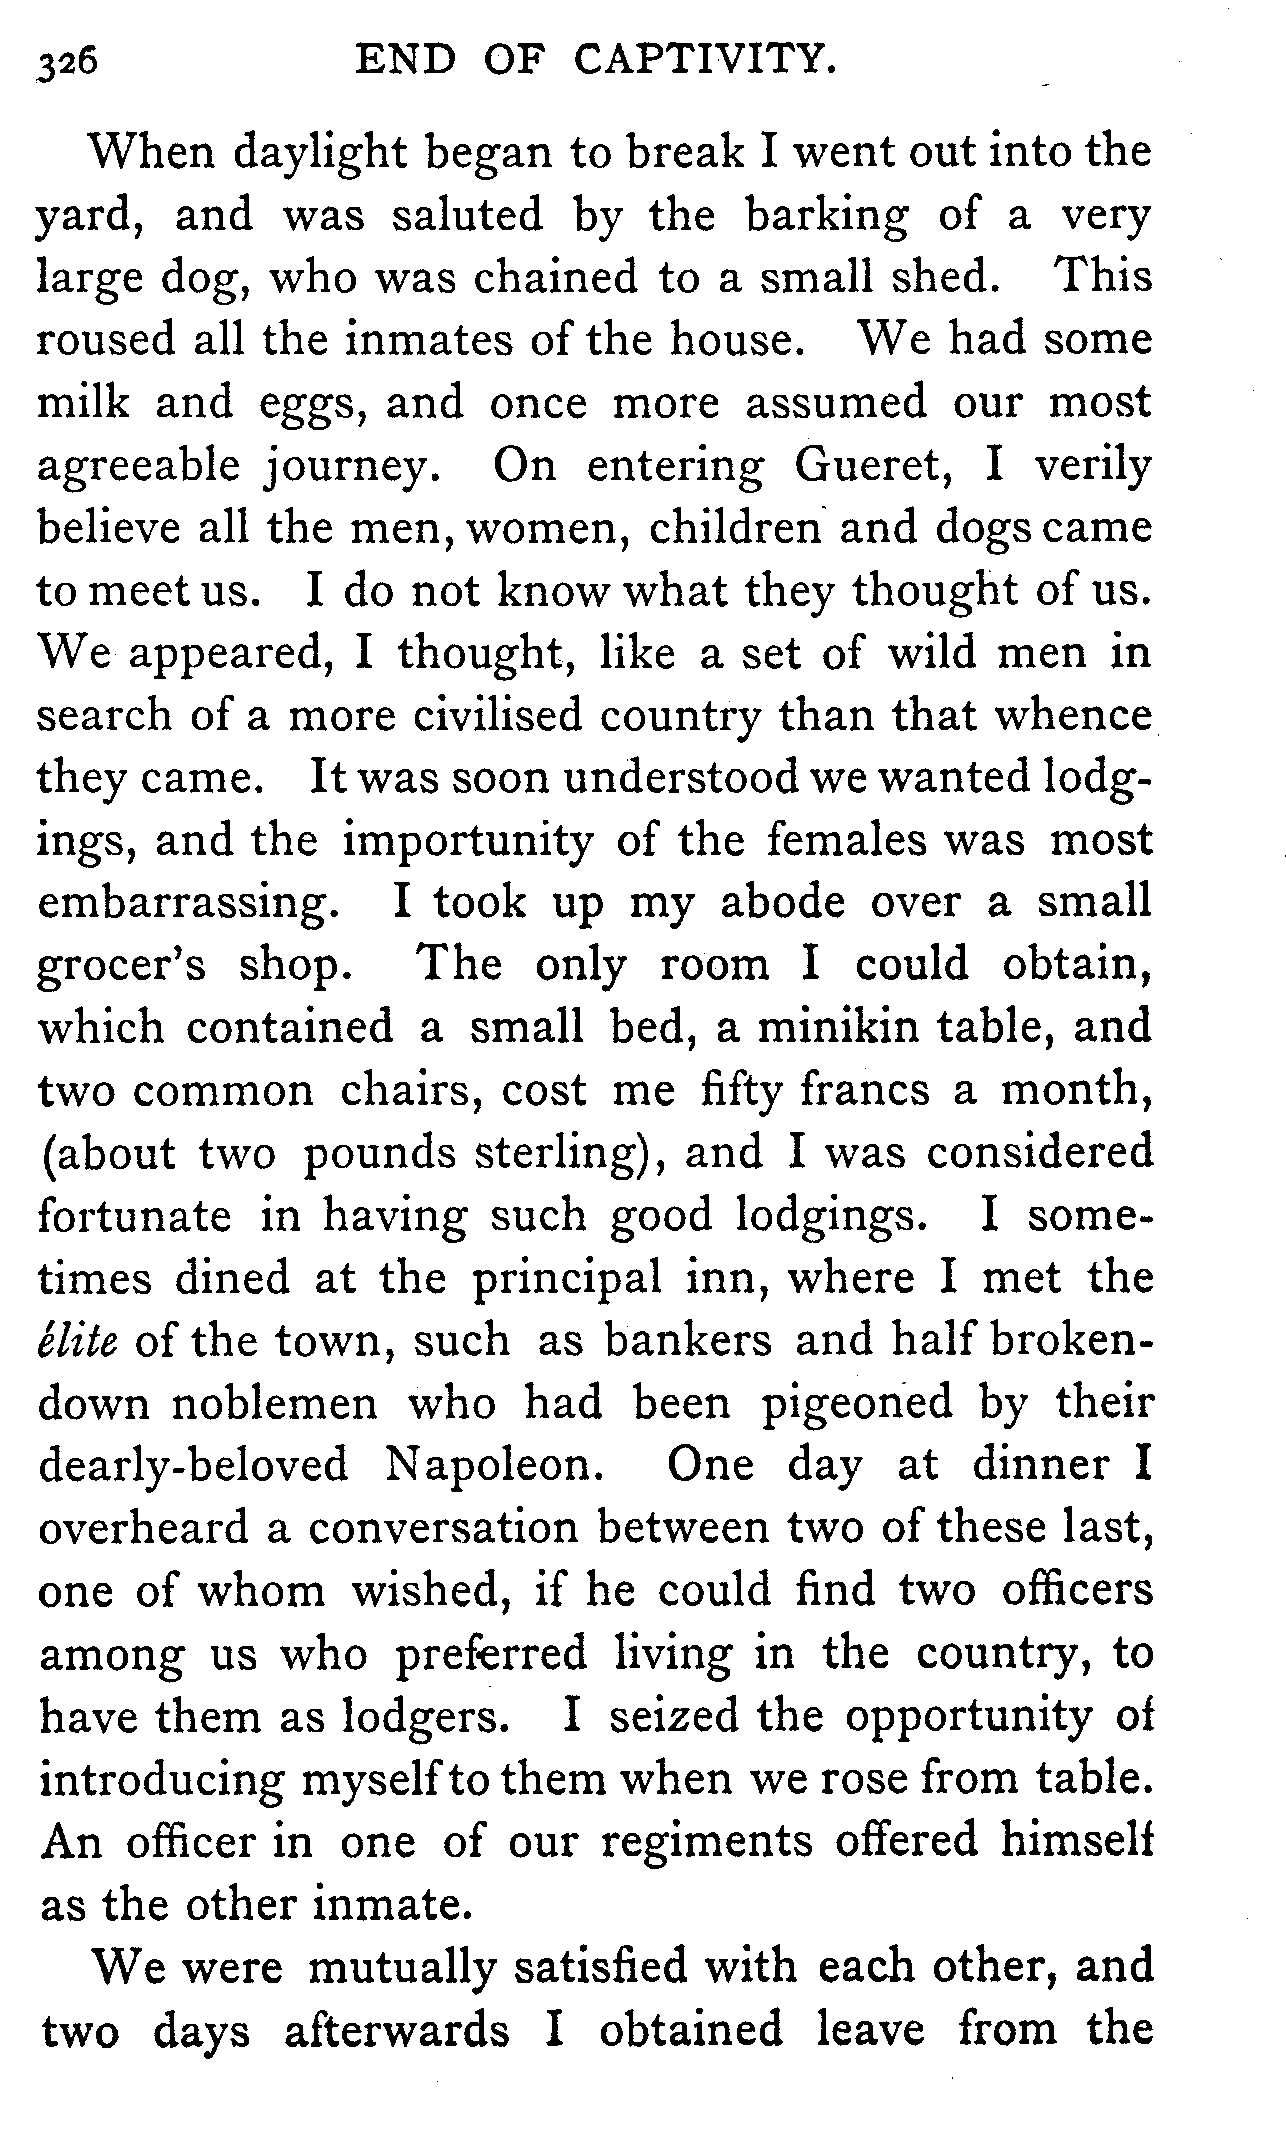 326 END OF CAPTIVITY.
When daylight began to break I went out into the
yard, and was saluted by the barking of a very
large dog, who was chained to a small shed. This
roused all the inmates of the house. We had some
milk and eggs, and once more assumed our most
agreeable journey. On entering Gueret, I verily
believe all the men, women, children and dogs came
to meet us. I do not know what they thought of us.
We appeared, I thought, like a set of wild men in
search of a more civilised country than that whence
they came. It was soon understood we wanted lodg-
ings, and the importunity of the females was most
embarrassing. I took up my abode over a small
grocer's shop. The only room I could obtain,
which contained a small bed, a minikin table, and
two common chairs, cost me fifty francs a month,
(about two pounds sterling), and I was considered
fortunate in having such good lodgings. I some-
times dined at the principal inn, where I met the
élite of the town, such as bankers and half broken-
down noblemen who had been pigeoned by their
dearly-beloved Napoleon. One day at dinner I
overheard a conversation between two of these last,
one of whom wished, if he could find two officers
among us who preferred living in the country, to
have them as lodgers. I seized the opportunity of
introducing myself to them when we rose from table.
An officer in one of our regiments offered himself
as the other inmate.
We were mutually satisfied with each other, and
two days afterwards I obtained leave from the